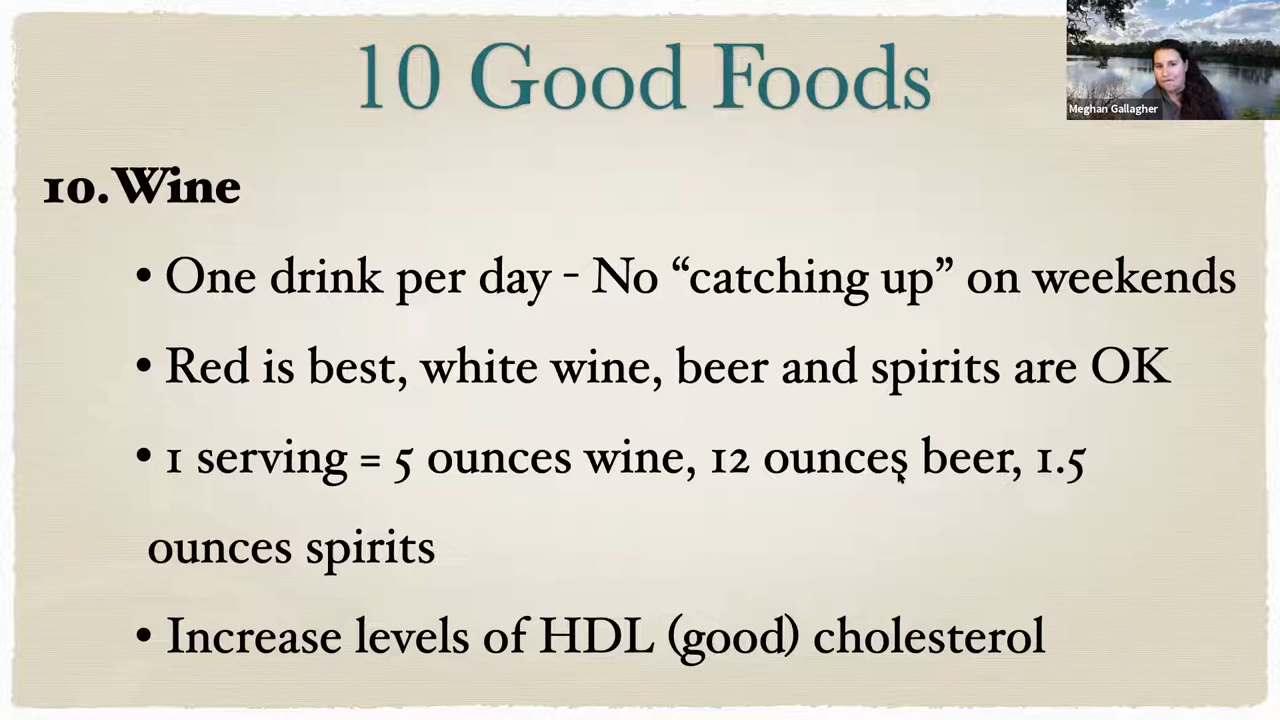 10 Good Foods
Meghan Gallagher
10. Wine
• One drink per day - No “catching up” on weekends
• Red is best, white wine, beer and spirits are OK
• 1 serving = 5 ounces wine, 12 ounces beer, 1.5
ounces spirits
• Increase levels of HDL (good) cholesterol